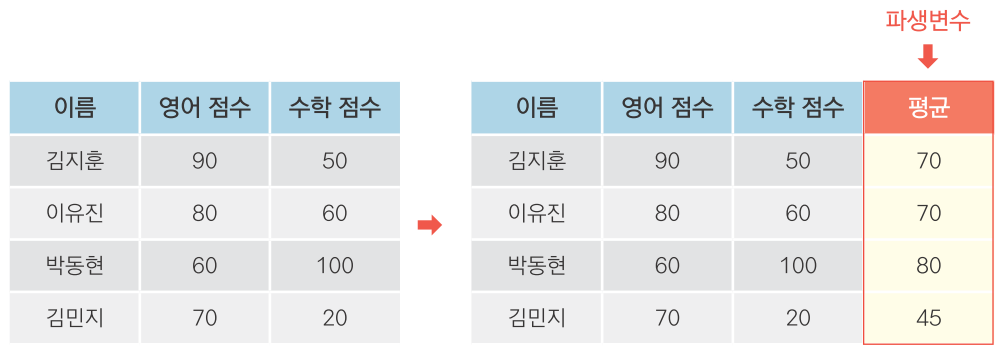 파생변수
이름 영어 점수 수학 점수
김지훈 90 50
이유진 80 60
박동현 60 100
김민지 70 20
이름 영어 점수 수학 점수 평균
김지훈 90 50 70
이유진 80 60 70
박동현 60 100 80
김민지 70 20 45